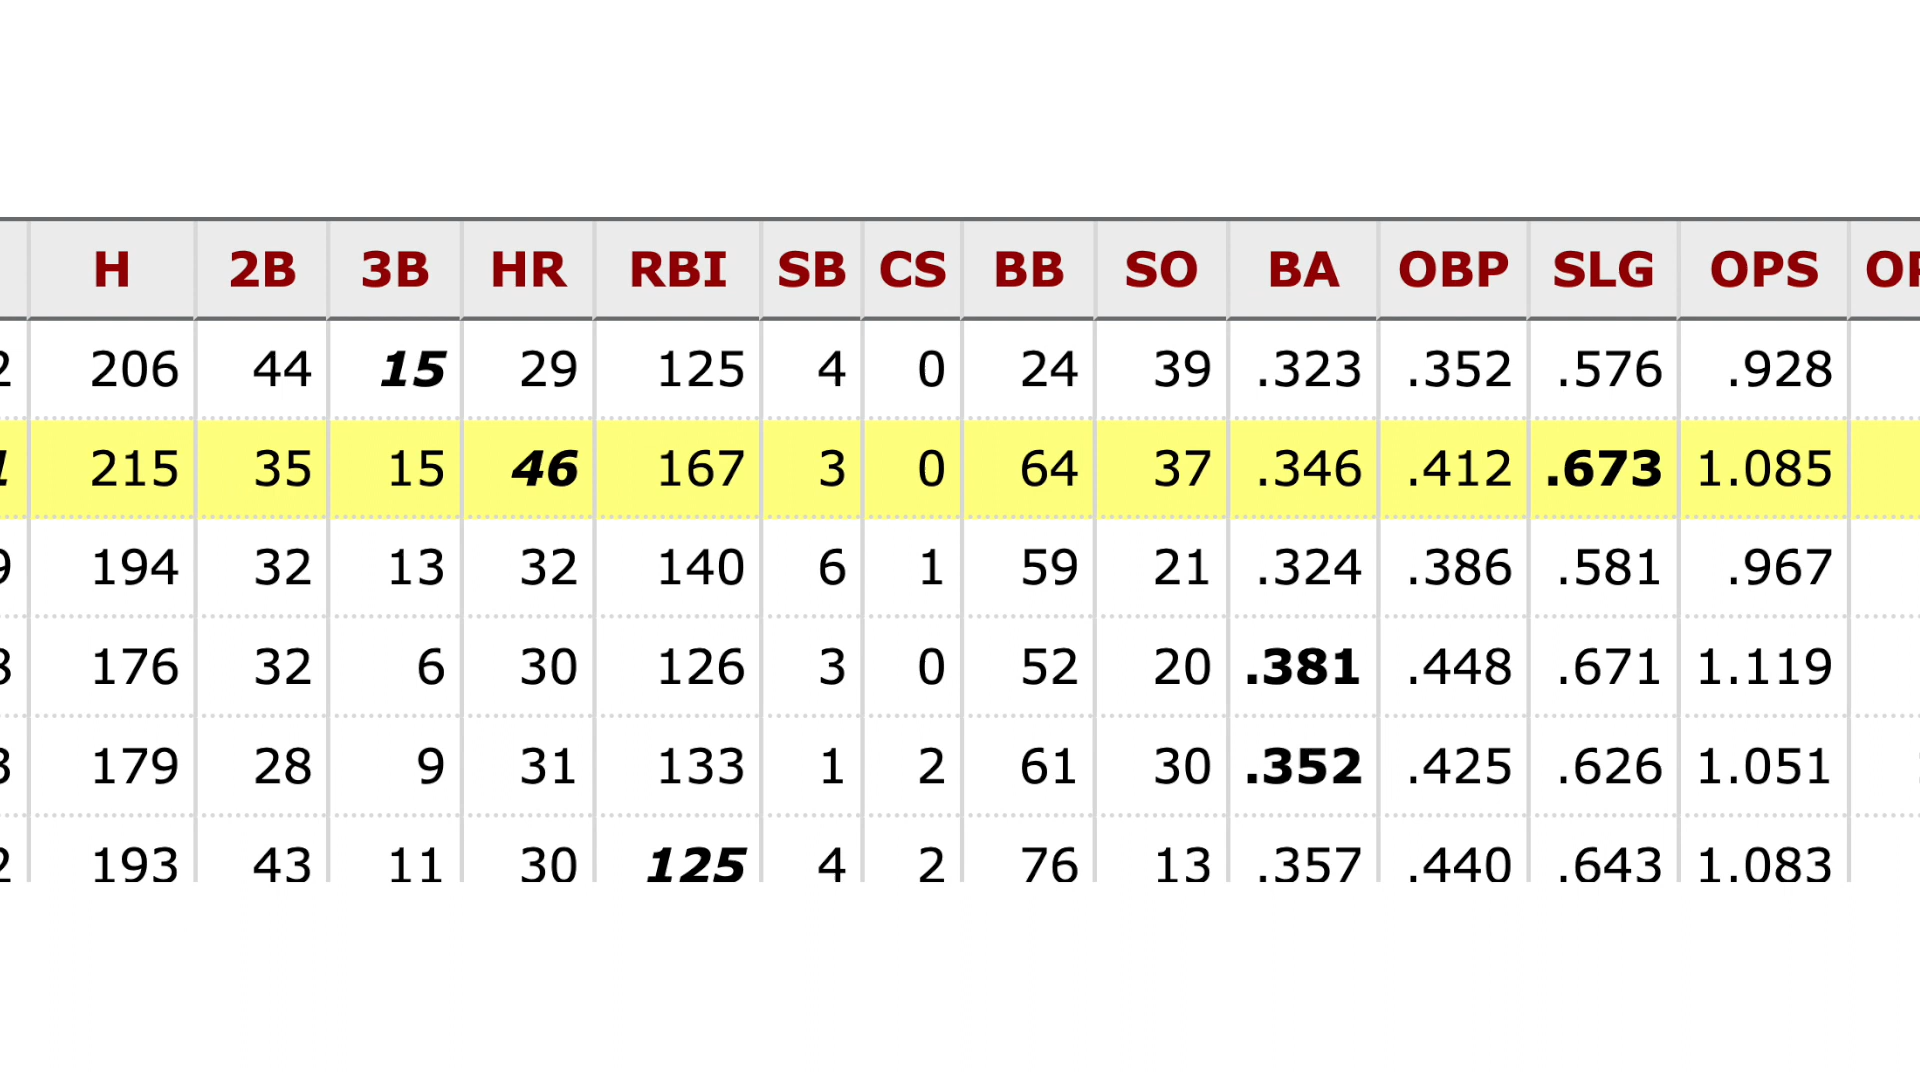 H 2B 3B HR RBI SB CS BB SO BA OBP SLG OPS
206 44 15 29 125 4 0 24 39 .323 .352 .576 .928
215 35 15 46 167 3 0 64 37 .346 .412 .673 1.085
194 32 13 32 140 6 1 59 21 .324 .386 .581 .967
176 32 6 30 126 3 0 52 20 .381 .448 .671 1.119
179 28 9 31 133 1 2 61 30 .352 .425 .626 1.051
193 43 11 30 125 4 2 76 13 .357 .440 .643 1.083